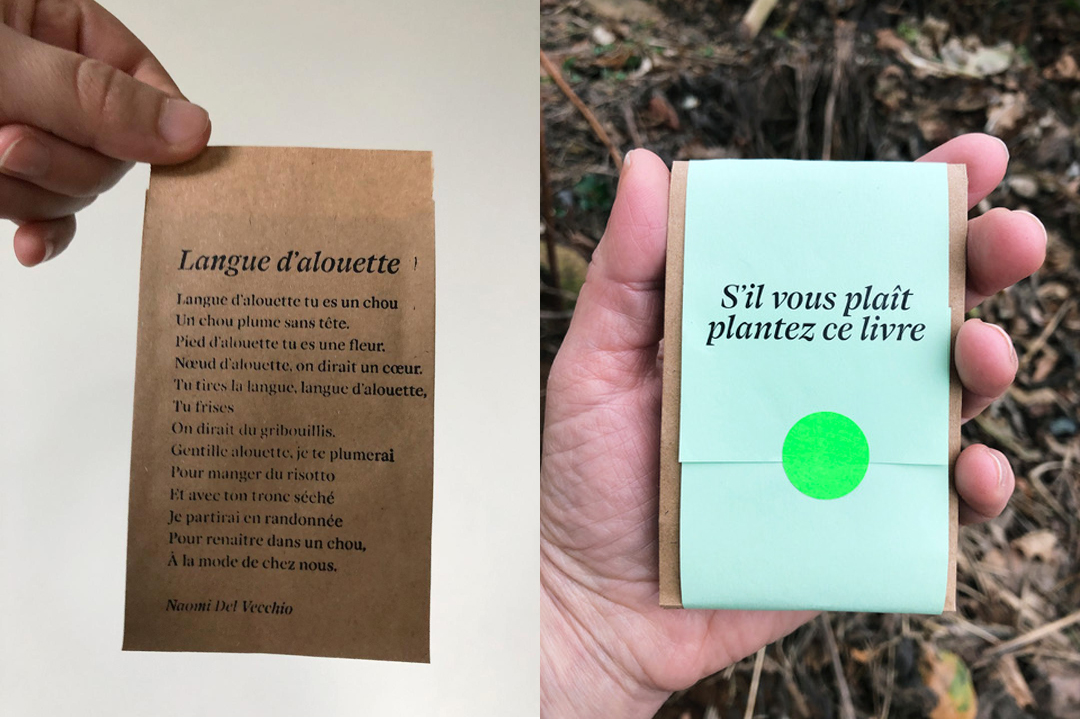 Langue d'alouette
Langue d'alouette tu es un chou
Un chou plume sans tête.
Pied d'alouette tu es une fleur.
Nœud d'alouette, on dirait un cœur.
Tu tires la langue, langue d'alouette,
Tu frises
On dirait du gribouillis.
Gentille alouette, je te plumerai
Pour manger du risotto
Et avec ton tronc séché
Je partirai en randonnée
Pour renaître dans un chou,
À la mode de chez nous.
Naomi Del Vecchio
S'il vous plaît
plantez ce livre